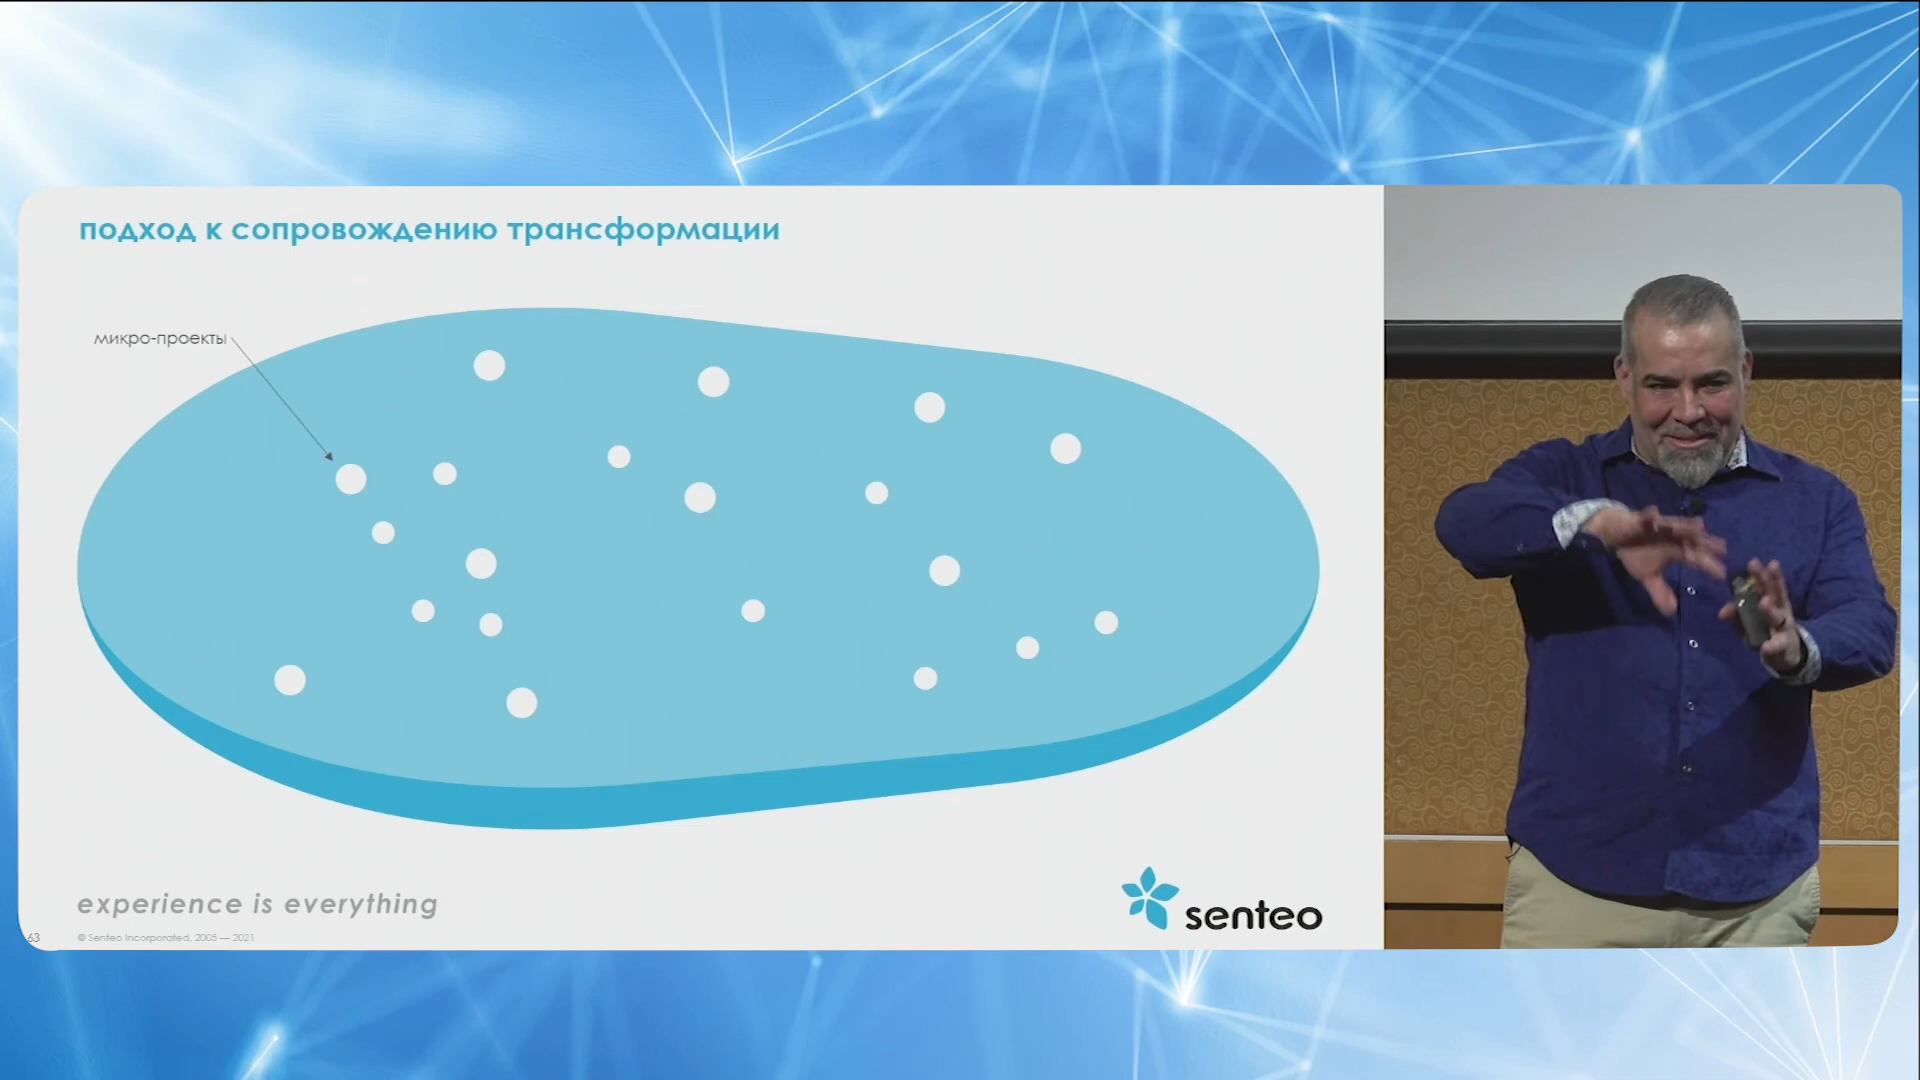 подход к сопровождению трансформации
микро-проекты
experience is everything
senteo
63
© Senteo Incorporated, 2005 — 2021